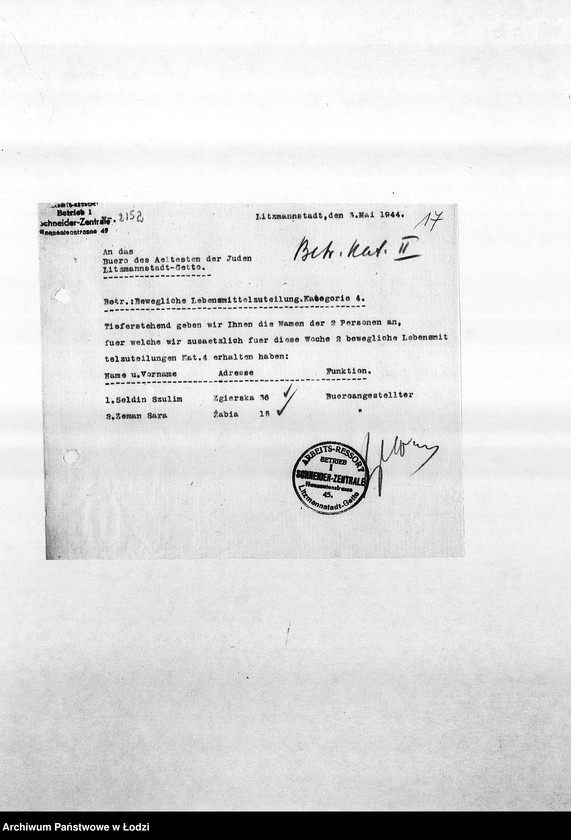 Betrieb 1
Schneider-Zentrale
Nr. 2152
Hanseatenstrasse 45
Litzmannstadt,den 3.Mai 1944.
17
Betr. Kat. II
An das
Buero des Aeltesten der Juden
Litzmannstadt-Getto.
Betr.:Bewegliche Lebensmittelzuteilung.Kategorie 4.
Tieferstehend geben wir Ihnen die Namen der 2 Personen an,
fuer welche wir zusaetzlich fuer diese Woche 2 bewegliche Lebensmit
telzuteilungen Kat.4 erhalten haben:
Name u.Vorname Adresse Funktion.
1.Seldin Szulim Zgierska 36 Bueroangestellter
2.Zeman Sara Żabia "
ARBEITS-RESSORT
BETRIEB
1
SCHNEIDER-ZENTRALE
Hanseatenstrasse
45.
Litzmannstadt-Getto
Archiwum Państwowe w Łodzi